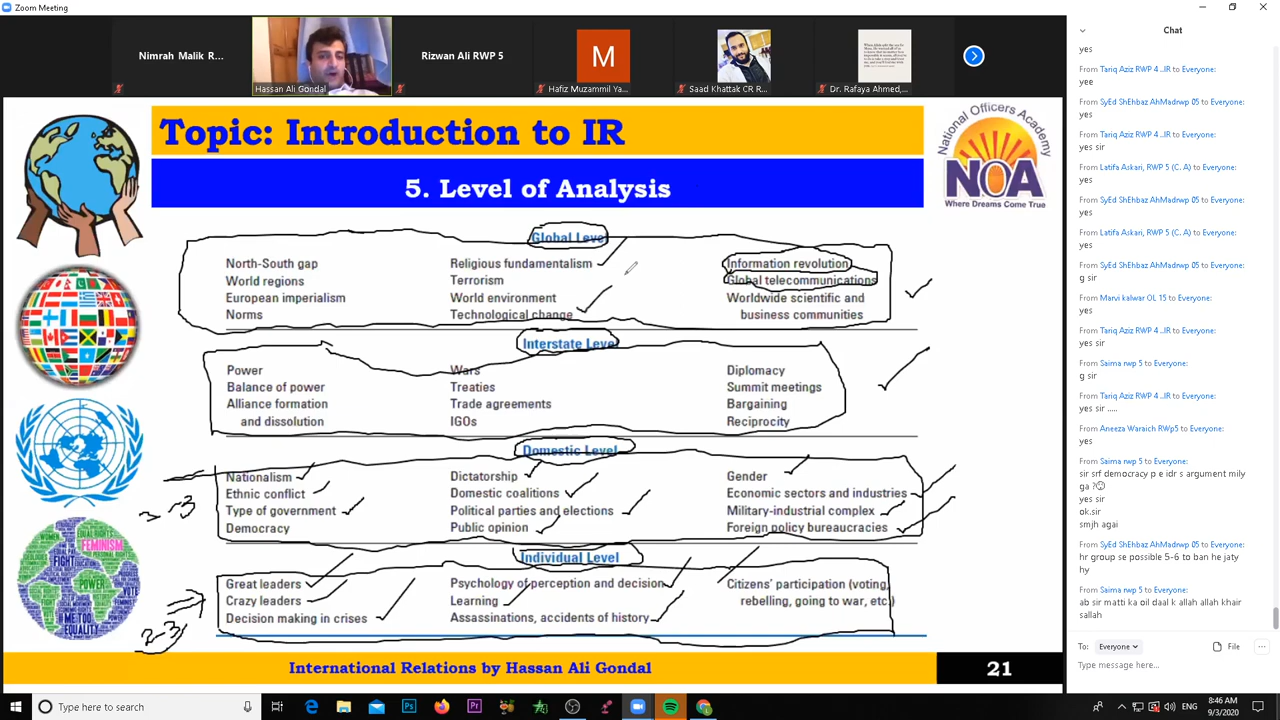 Zoom Meeting
Nimrah Malik R...
Hassan Ali Gondal
Rizwan Ali RWP 5
M
Hafiz Muzammil Ya...
Saad Khattak CR R...
Dr. Rafaya Ahmed,...
Topic: Introduction to IR
National Officers Academy
NOA
Where Dreams Come True
5. Level of Analysis
Global Level
North-South gap
World regions
European imperialism
Norms
Religious fundamentalism
Terrorism
World environment
Technological change
Information revolution
Global telecommunications
Worldwide scientific and
business communities
Interstate Level
Power
Balance of power
Alliance formation
and dissolution
Wars
Treaties
Trade agreements
IGOs
Diplomacy
Summit meetings
Bargaining
Reciprocity
Domestic Level
Nationalism
Ethnic conflict
Type of government
Democracy
Dictatorship
Domestic coalitions
Political parties and elections
Public opinion
Gender
Economic sectors and industries
Military-industrial complex
Foreign policy bureaucracies
Individual Level
Great leaders
Crazy leaders
Decision making in crises
Psychology of perception and decision
Learning
Assassinations, accidents of history
Citizens' participation (voting,
rebelling, going to war, etc.)
2-3
FEMINISM
POWER
ME TOO
EQUALITY
International Relations by Hassan Ali Gondal
21
Chat
yes
From Tariq Aziz RWP 4 ..IR to Everyone:
yee
From SyEd ShEhbaz AhMadrwp 05 to Everyone:
yes
From Tariq Aziz RWP 4 ..IR to Everyone:
yes sir
From Latifa Askari, RWP 5 (C. A) to Everyone:
yes
From SyEd ShEhbaz AhMadrwp 05 to Everyone:
yes
From Latifa Askari, RWP 5 (C. A) to Everyone:
yes
From SyEd ShEhbaz AhMadrwp 05 to Everyone:
g sir
From Marvi kalwar OL 15 to Everyone:
yes
From Tariq Aziz RWP 4 ..IR to Everyone:
yes sir
From Saima rwp 5 to Everyone:
g sir
From Tariq Aziz RWP 4 ..IR to Everyone:
yes sir .....
From Aneeza Waraich RWp5 to Everyone:
yes
From Saima rwp 5 to Everyone:
sir srf democracy p e idr s argument mily
ga ?
yes sir
ok.sir
smjh agai
From SyEd ShEhbaz AhMadrwp 05 to Everyone:
hr group se possible 5-6 to ban he jaty
hy
From Saima rwp 5 to Everyone:
ab sir matti ka oil daal k allah allah khair
sallah
To: Everyone
File
Type message here...
Type here to search
8:46 AM
9/3/2020